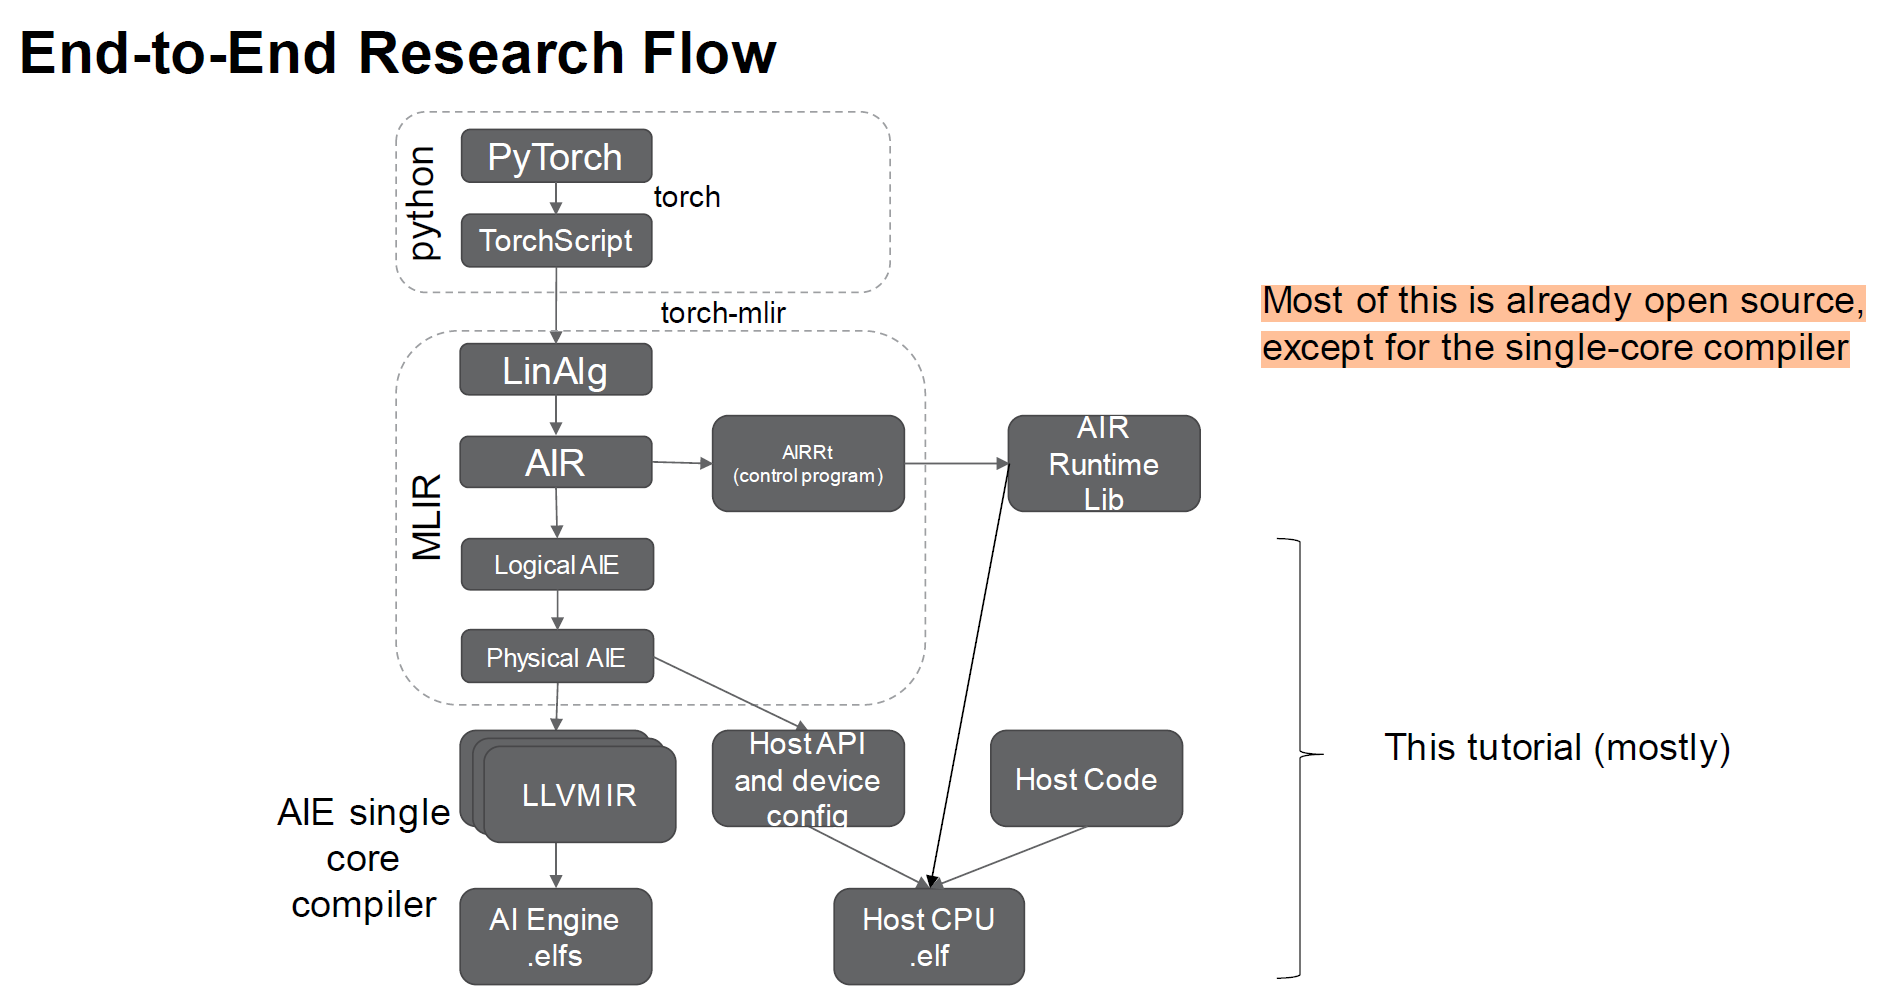 End-to-End Research Flow
python
PyTorch
torch
TorchScript
torch-mlir
Most of this is already open source,
except for the single-core compiler
MLIR
LinAlg
AIR
AIRRt
(control program)
AIR
Runtime
Lib
Logical AIE
Physical AIE
This tutorial (mostly)
AIE single
core
compiler
LLVM IR
Host API
and device
config
Host Code
AI Engine
.elfs
Host CPU
.elf